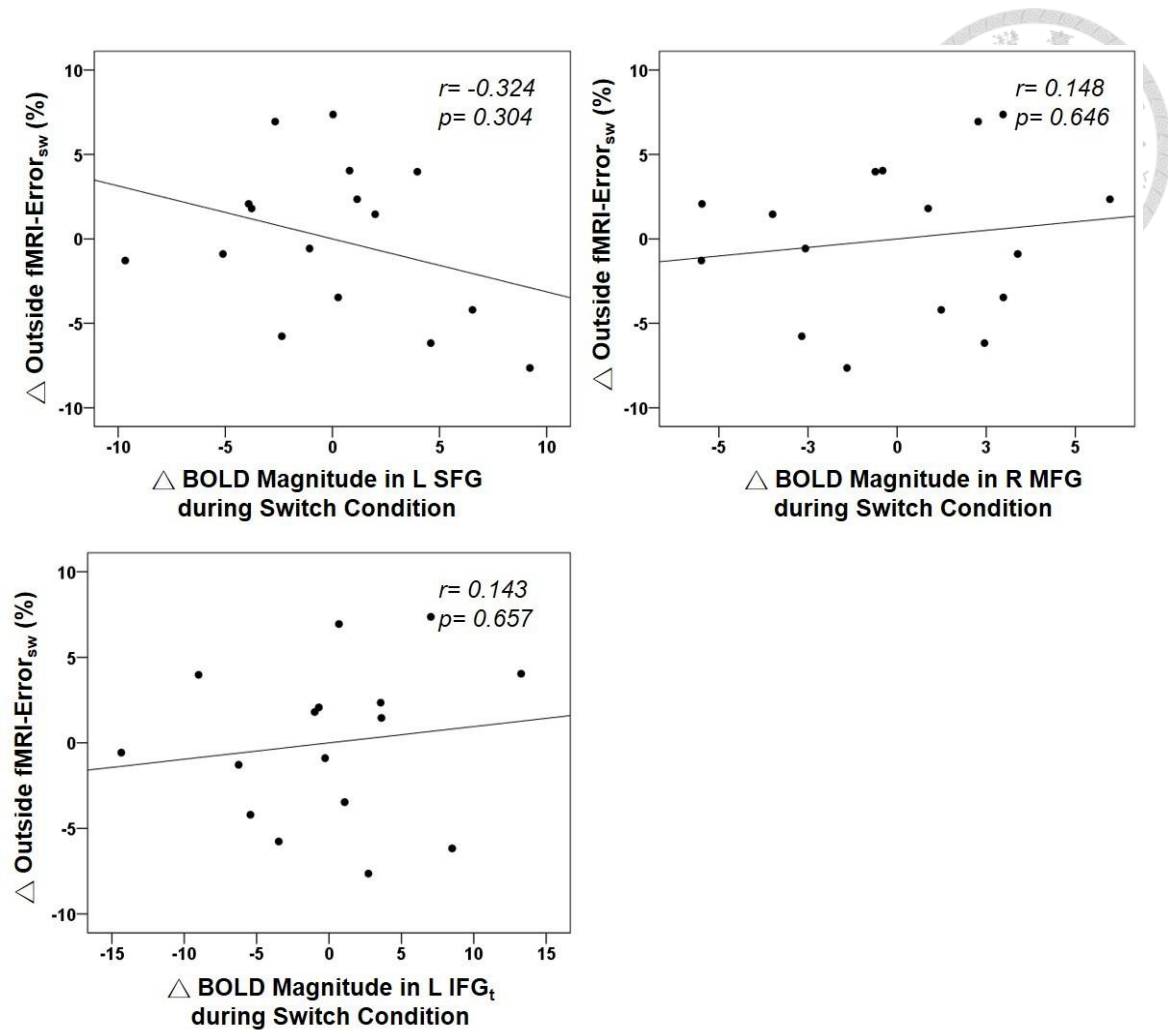 r= -0.324
p= 0.304
10
5
0
-5
-10
△ Outside fMRI-Errorsw (%)
-10 -5 0 5 10
△ BOLD Magnitude in L SFG
during Switch Condition
r= 0.148
p= 0.646
10
5
0
-5
-10
△ Outside fMRI-Errorsw (%)
-5 -3 0 3 5
△ BOLD Magnitude in R MFG
during Switch Condition
r= 0.143
p= 0.657
10
5
0
-5
-10
△ Outside fMRI-Errorsw (%)
-15 -10 -5 0 5 10 15
△ BOLD Magnitude in L IFGt
during Switch Condition